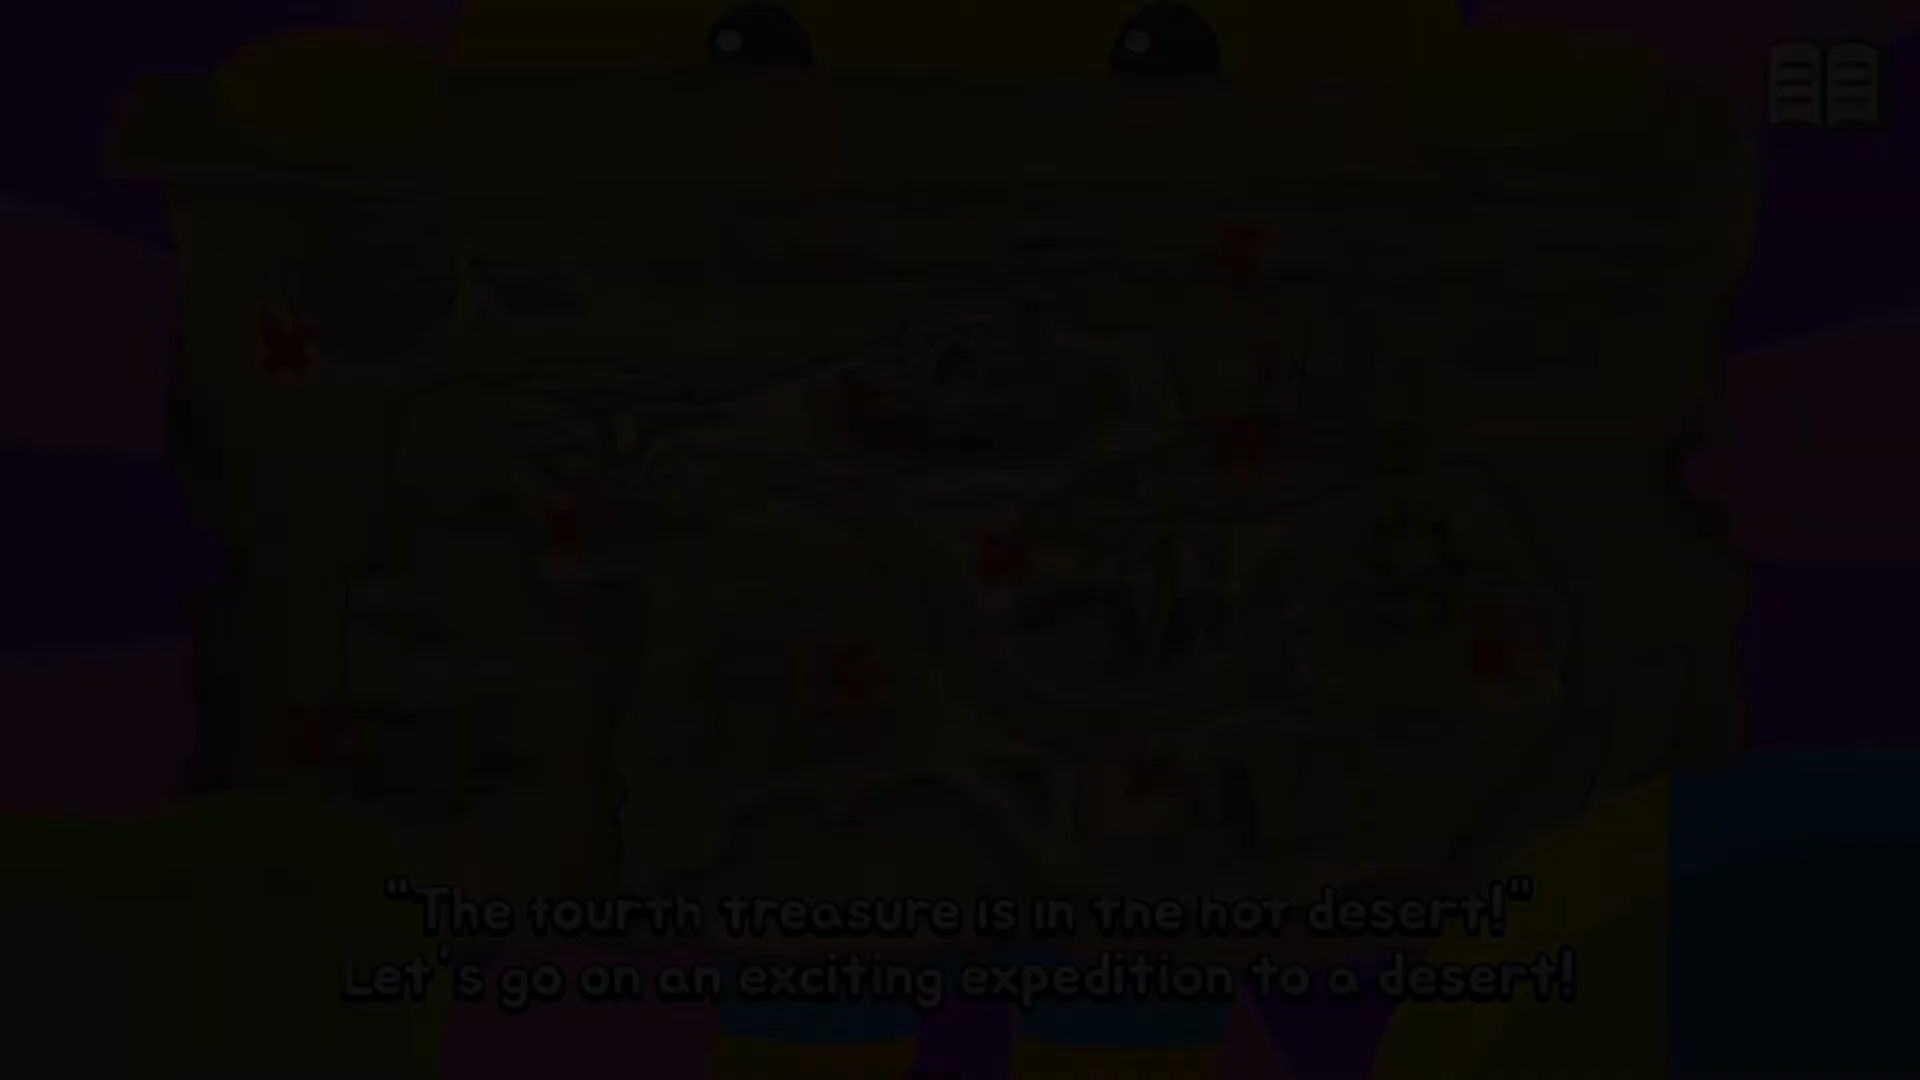 "The fourth treasure is in the hot desert!"
Let's go on an exciting expedition to a desert!